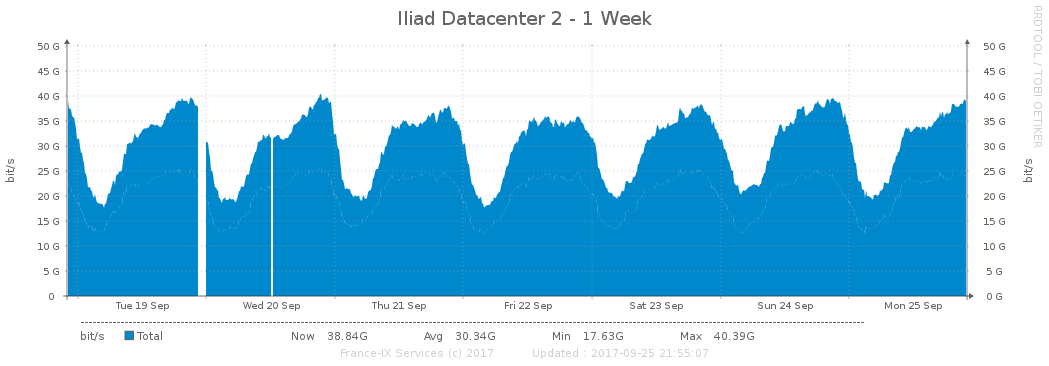 Iliad Datacenter 2 - 1 Week
RRDTOOL / TOBI OETIKER
bit/s
bit/s
50 G 50 G
45 G 45 G
40 G 40 G
35 G 35 G
30 G 30 G
25 G 25 G
20 G 20 G
15 G 15 G
10 G 10 G
5 G 5 G
0 0 G
Tue 19 Sep Wed 20 Sep Thu 21 Sep Fri 22 Sep Sat 23 Sep Sun 24 Sep Mon 25 Sep
bit/s Total Now 38.84G Avg 30.34G Min 17.63G Max 40.39G
France-IX Services (c) 2017 Updated : 2017-09-25 21:55:07